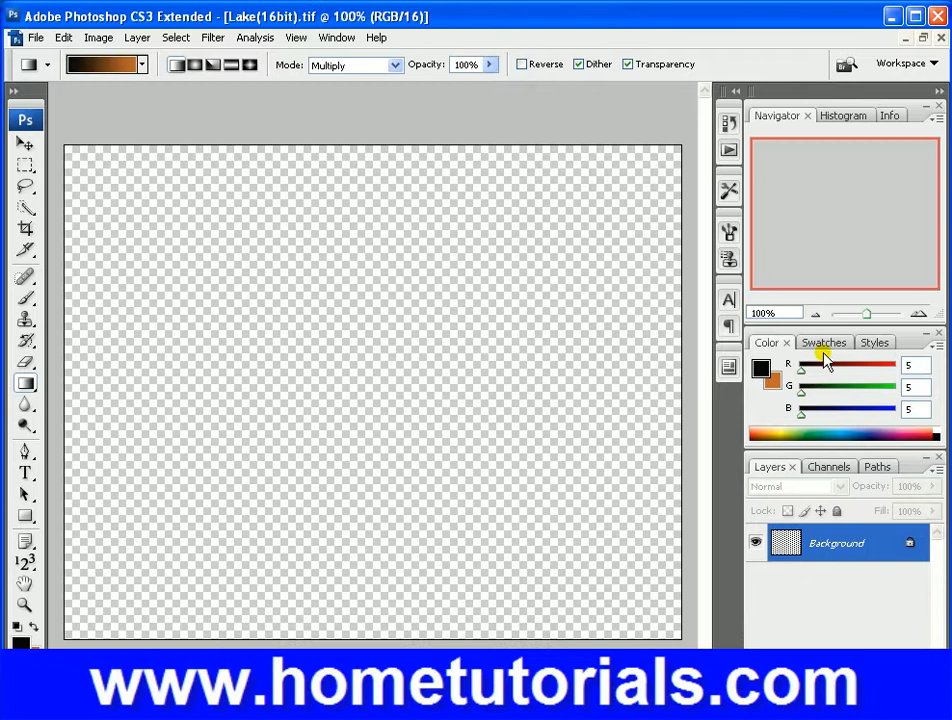 Adobe Photoshop CS3 Extended - [Lake(16bit).tif @ 100% (RGB/16)]
File Edit Image Layer Select Filter Analysis View Window Help
Mode: Multiply Opacity: 100% Reverse Dither Transparency Workspace
Ps
Navigator Histogram Info
100%
Color Swatches Styles
R 5
G 5
B 5
Layers Channels Paths
Normal Opacity: 100%
Lock: Fill: 100%
Background
www.hometutorials.com